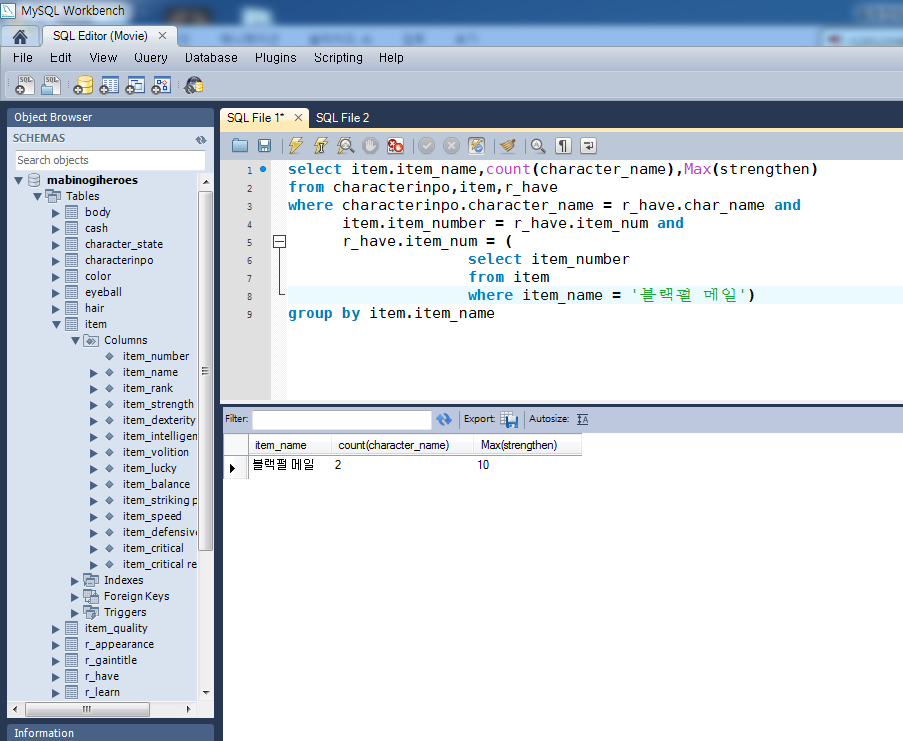 MySQL Workbench
SQL Editor (Movie)
File Edit View Query Database Plugins Scripting Help
SQL SQL
Object Browser
SCHEMAS
Search objects
mabinogiheroes
Tables
body
cash
character_state
characterinpo
color
eyeball
hair
item
Columns
item_number
item_name
item_rank
item_strength
item_dexterity
item_intelligen
item_volition
item_lucky
item_balance
item_striking p
item_speed
item_defensive
item_critical
item_critical re
Indexes
Foreign Keys
Triggers
item_quality
r_appearance
r_gaintitle
r_have
r_learn
Information
SQL File 1* SQL File 2
1 select item.item_name,count(character_name),Max(strengthen)
2 from characterinpo,item,r_have
3 where characterinpo.character_name = r_have.char_name and
4 item.item_number = r_have.item_num and
5 r_have.item_num = (
6 select item_number
7 from item
8 where item_name = '블랙펄 메일')
9 group by item.item_name
Filter: Export: Autosize:
item_name count(character_name) Max(strengthen)
블랙펄 메일 2 10